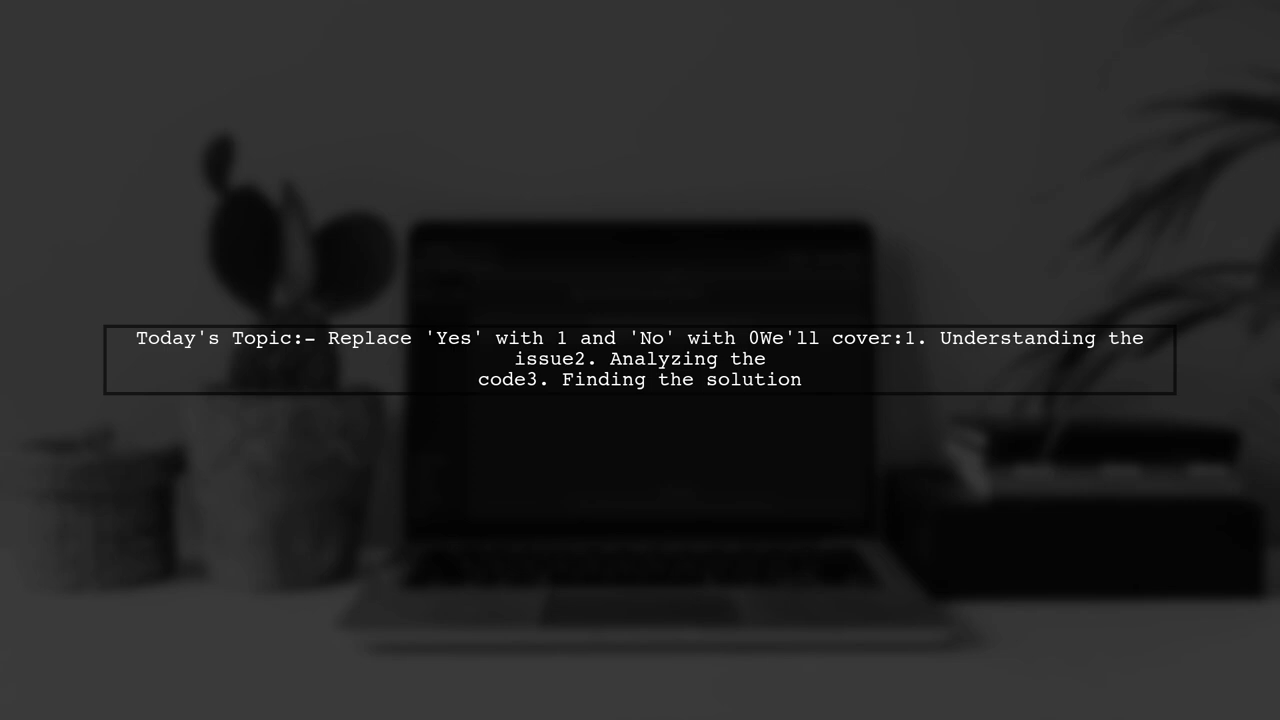 Today's Topic:- Replace 'Yes' with 1 and 'No' with 0We'll cover:1. Understanding the
issue2. Analyzing the
code3. Finding the solution